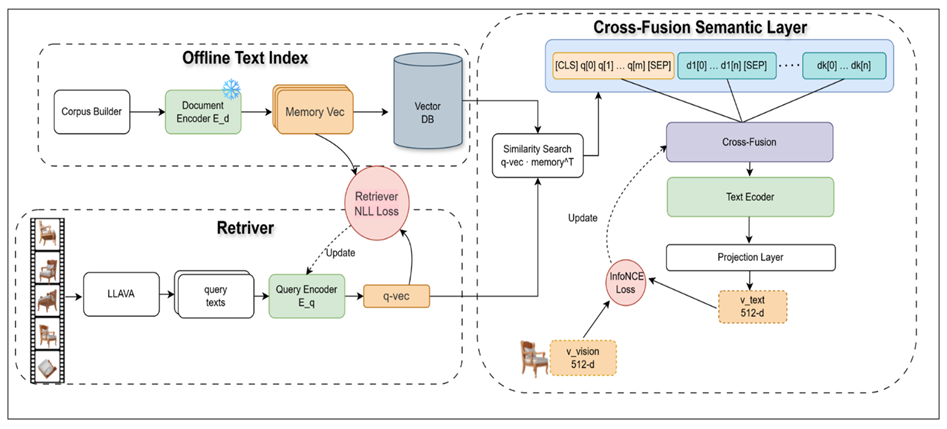 Cross-Fusion Semantic Layer
[CLS] q[0] q[1] ... q[m] [SEP]
d1[0] ... d1[n] [SEP]
· · · ·
dk[0] ... dk[n]
Offline Text Index
Corpus Builder
Document
Encoder E_d
Memory Vec
Vector
DB
Similarity Search
q-vec · memory^T
Cross-Fusion
Text Ecoder
Projection Layer
v_text
512-d
InfoNCE
Loss
Update
v_vision
512-d
Retriever
NLL Loss
Update
Retriver
LLAVA
query
texts
Query Encoder
E_q
q-vec